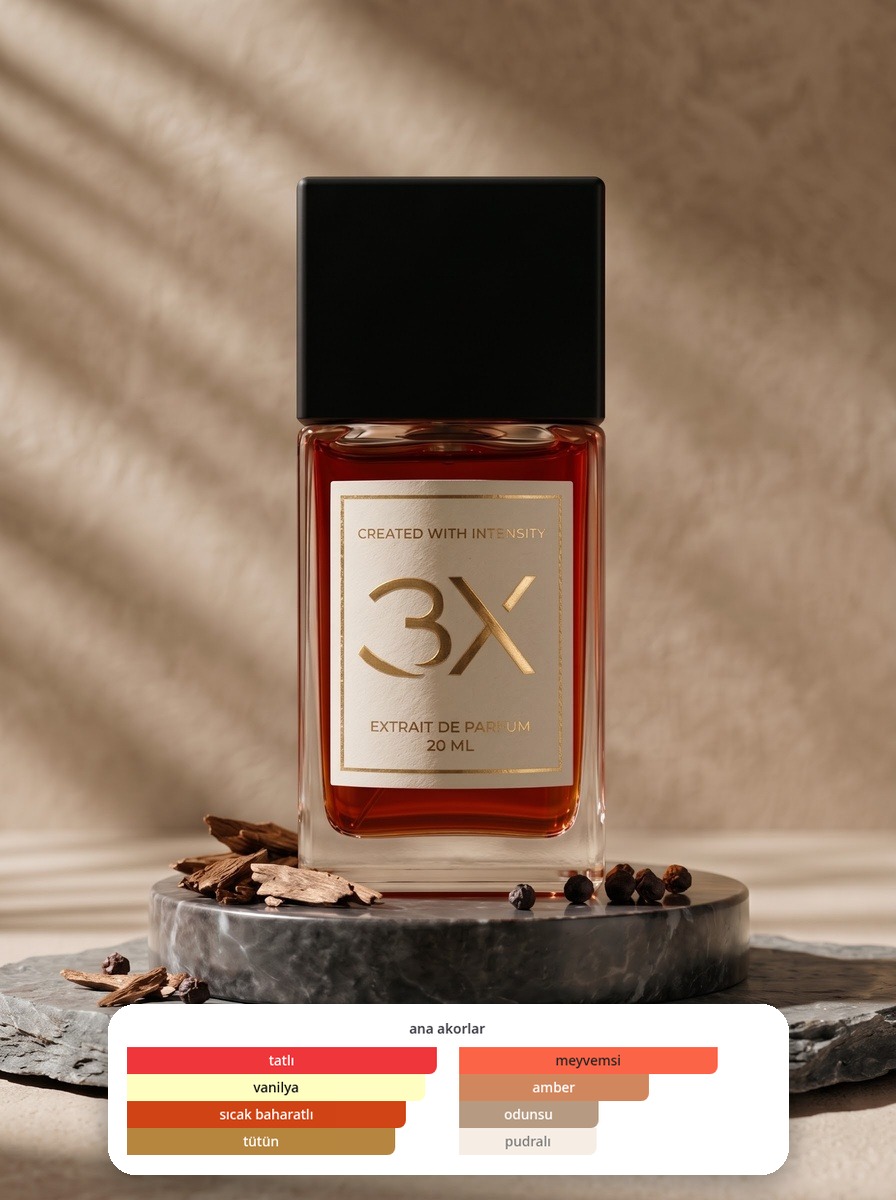 CREATED WITH INTENSITY
3X
EXTRAIT DE PARFUM
20 ML
ana akorlar
tatlı
vanilya
sıcak baharatlı
tütün
meyvemsi
amber
odunsu
pudralı